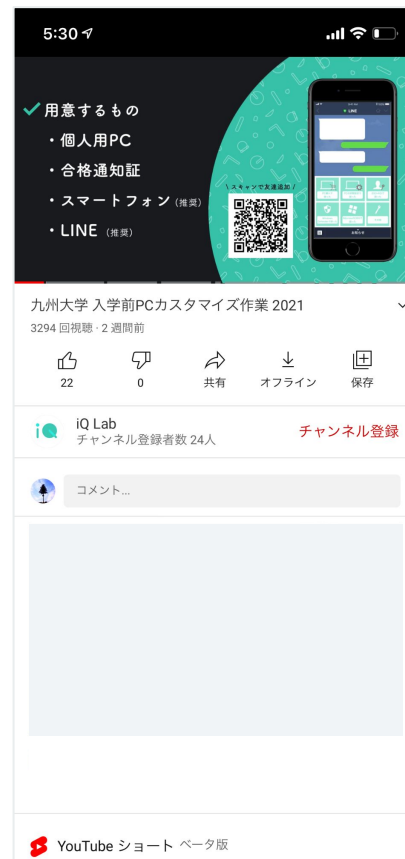 5:30
用意するもの
・個人用PC
・合格通知証
・スマートフォン (推奨)
・LINE (推奨)
\ スキャンで友達追加 /
LINE
九州大学 入学前PCカスタマイズ作業 2021
3294 回視聴・2 週間前
22
0
共有
オフライン
保存
iQ
iQ Lab
チャンネル登録者数 24人
チャンネル登録
コメント...
YouTube ショート ベータ版